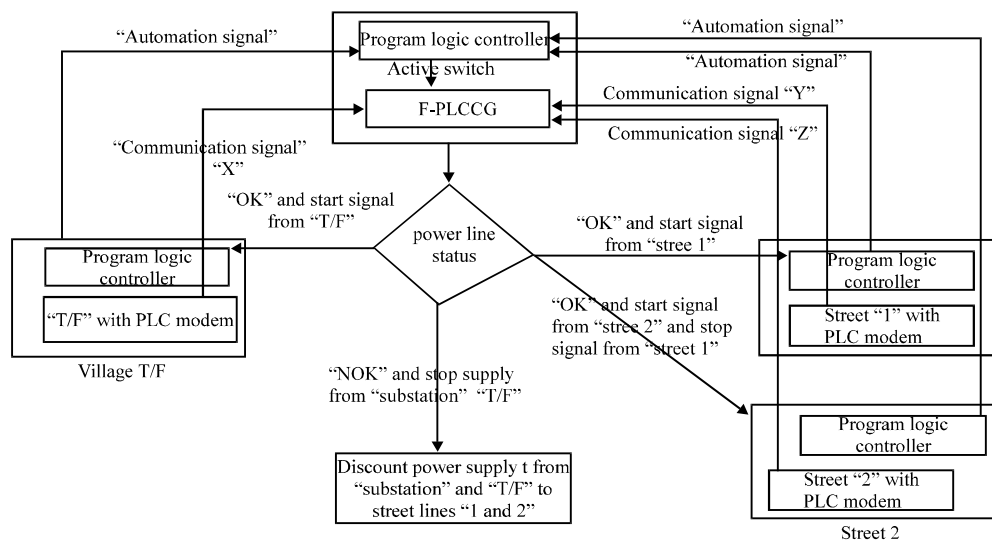 “Automation signal”
Program logic controller
“Automation signal”
Active switch
“Automation signal”
F-PLCCG
Communication signal “Y”
Communication signal “Z”
“Communication signal”
“X”
“OK” and start signal
from “T/F”
power line
status
“OK” and start signal
from “stree 1”
Program logic
controller
“T/F” with PLC modem
Village T/F
Program logic
controller
Street “1” with
PLC modem
“OK” and start signal
from “stree 2” and stop
signal from “street 1”
“NOK” and stop supply
from “substation” “T/F”
Discount power supply t from
“substation” and “T/F” to
street lines “1 and 2”
Program logic
controller
Street “2” with
PLC modem
Street 2